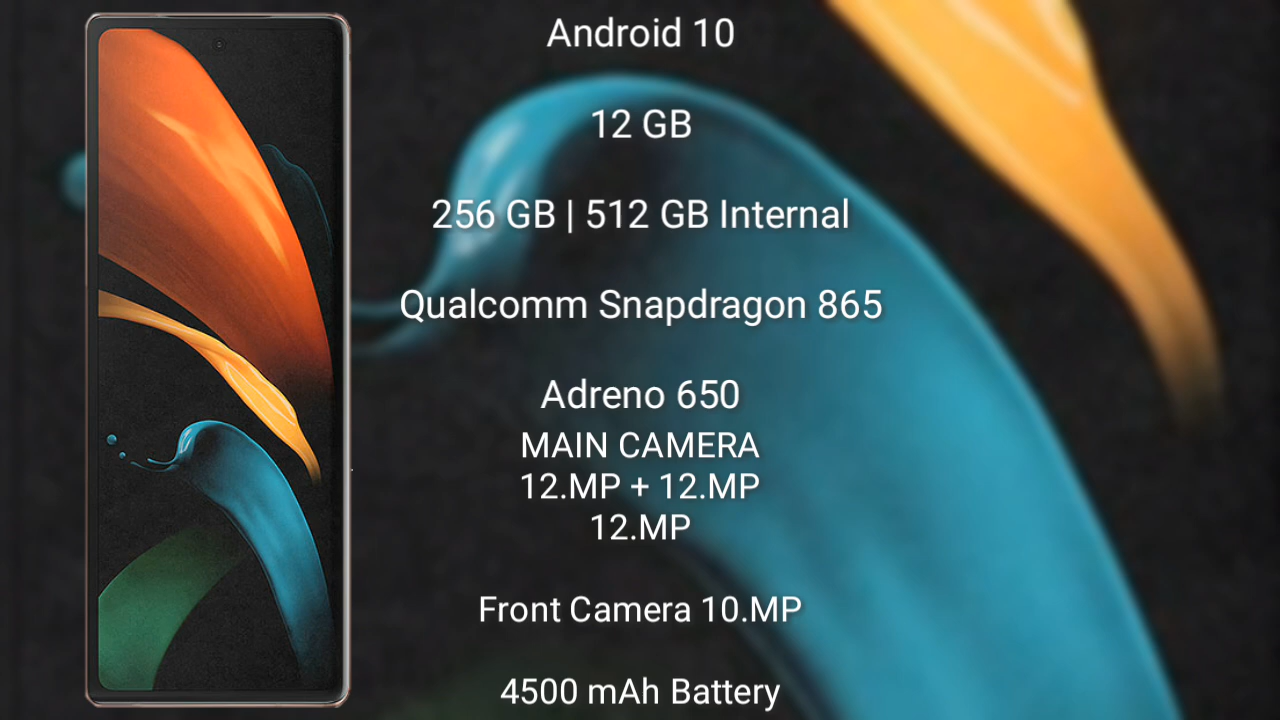 Android 10
12 GB
256 GB | 512 GB Internal
Qualcomm Snapdragon 865
Adreno 650
MAIN CAMERA
12.MP + 12.MP
12.MP
Front Camera 10.MP
4500 mAh Battery